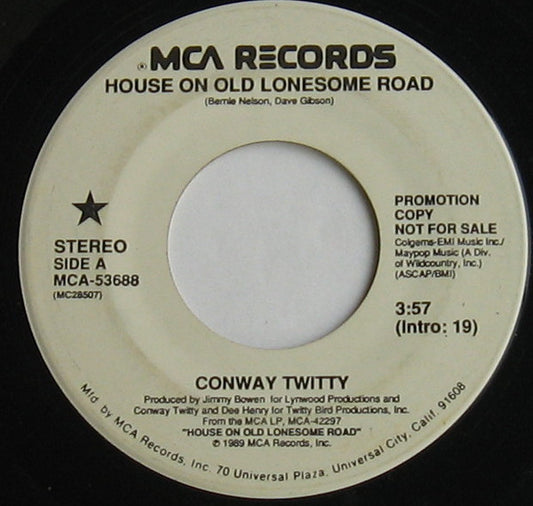 ® MCA RECORDS
HOUSE ON OLD LONESOME ROAD
(Bernie Nelson, Dave Gibson)
★
STEREO
SIDE A
MCA-53688
(MC28507)
PROMOTION
COPY
NOT FOR SALE
Colgems-EMI Music Inc./
Maypop Music (A Div.
of Wildcountry, Inc.)
(ASCAP/BMI)
3:57
(Intro: 19)
CONWAY TWITTY
Produced by Jimmy Bowen for Lynwood Productions and
Conway Twitty and Dee Henry for Twitty Bird Productions, Inc.
From the MCA LP, MCA-42297
"HOUSE ON OLD LONESOME ROAD"
© 1989 MCA Records, Inc.
Mfd. by MCA Records, Inc. 70 Universal Plaza, Universal City, Calif. 91608